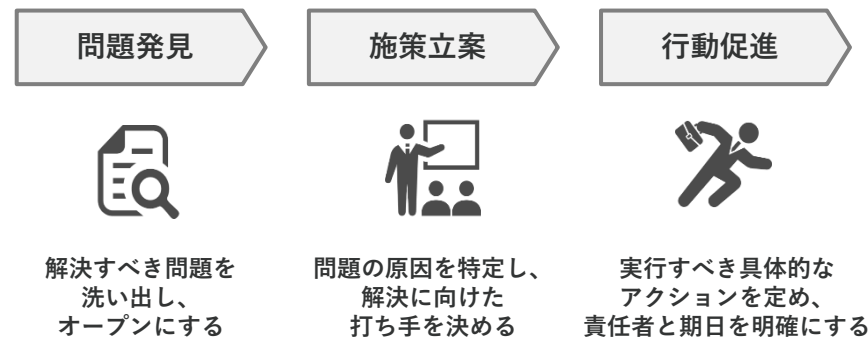 問題発見
施策立案
行動促進
解決すべき問題を
洗い出し、
オープンにする
問題の原因を特定し、
解決に向けた
打ち手を決める
実行すべき具体的な
アクションを定め、
責任者と期日を明確にする